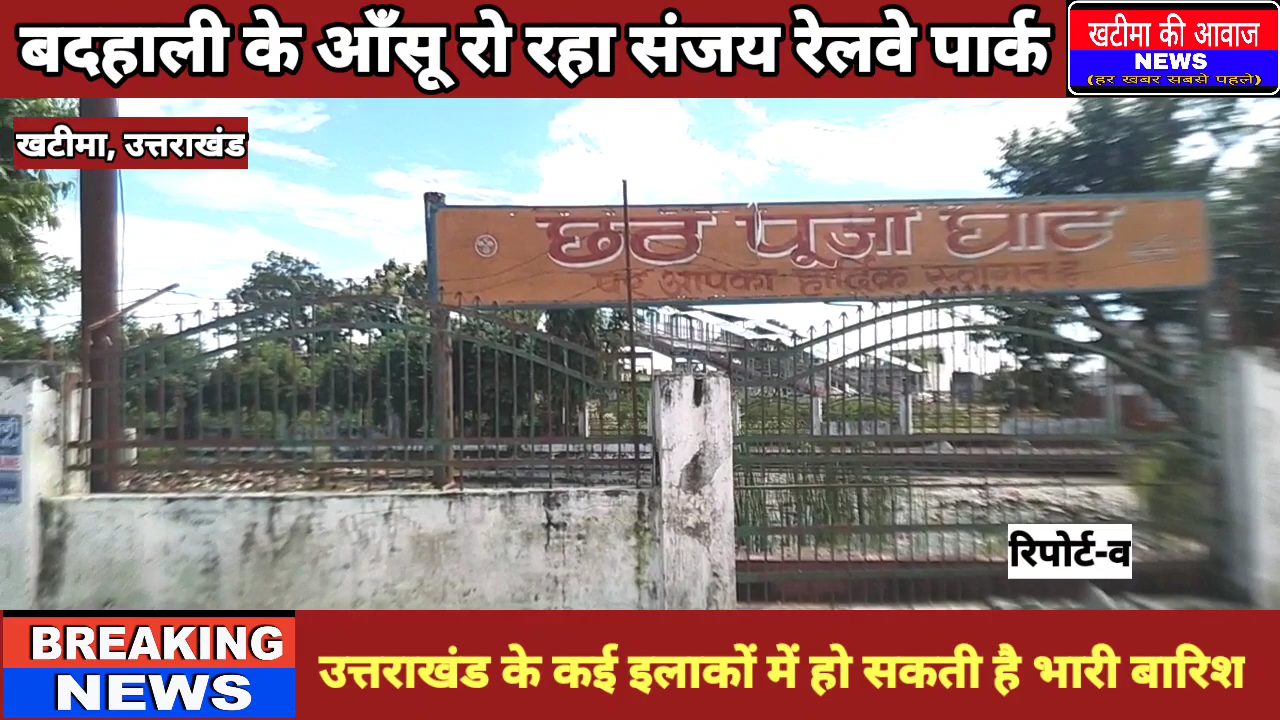 बदहाली के आँसू रो रहा संजय रेलवे पार्क
खटीमा की आवाज
NEWS
(हर खबर सबसे पहले)
खटीमा, उत्तराखंड
छठ पूजा घाट
पर आपका हार्दिक स्वागत है
रिपोर्ट-व
BREAKING
NEWS
उत्तराखंड के कई इलाकों में हो सकती है भारी बारिश